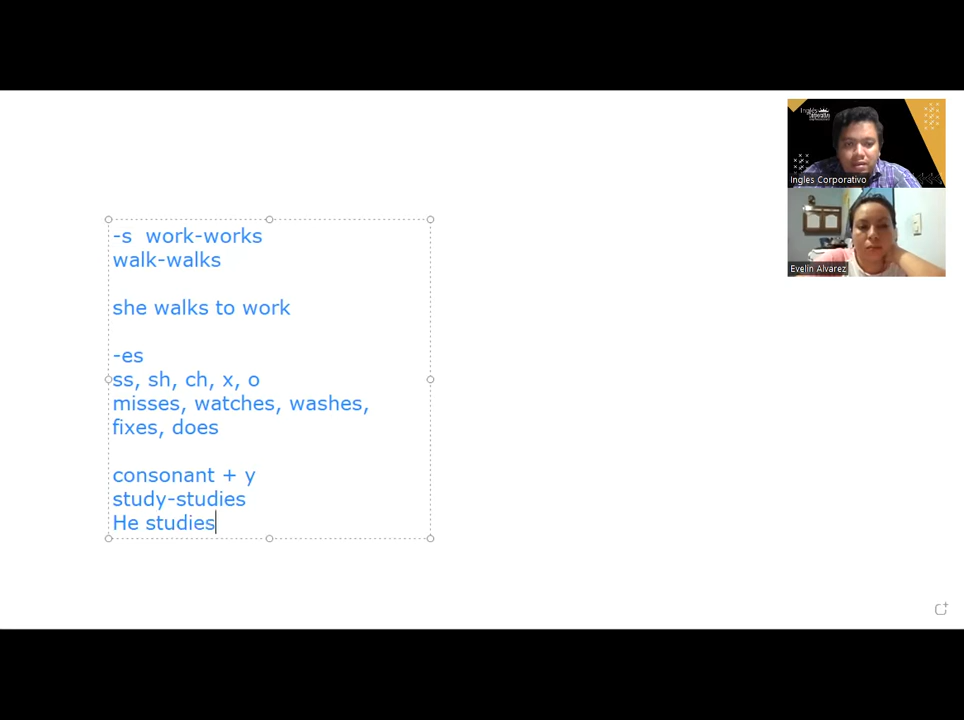 -s  work-works
walk-walks
she walks to work
-es
ss, sh, ch, x, o
misses, watches, washes,
fixes, does
consonant + y
study-studies
He studies
Inglés
Ingles Corporativo
Evelin Alvarez